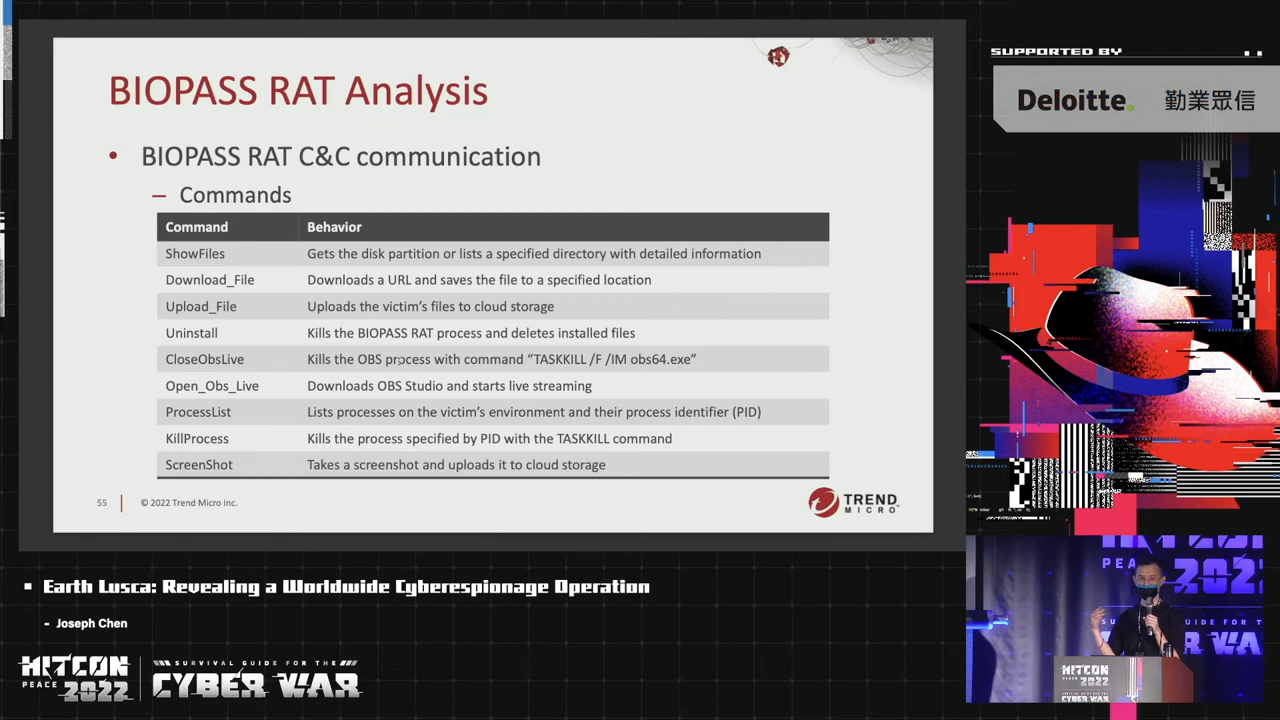 BIOPASS RAT Analysis
• BIOPASS RAT C&C communication
– Commands
Command Behavior
ShowFiles Gets the disk partition or lists a specified directory with detailed information
Download_File Downloads a URL and saves the file to a specified location
Upload_File Uploads the victim's files to cloud storage
Uninstall Kills the BIOPASS RAT process and deletes installed files
CloseObsLive Kills the OBS process with command “TASKKILL /F /IM obs64.exe”
Open_Obs_Live Downloads OBS Studio and starts live streaming
ProcessList Lists processes on the victim's environment and their process identifier (PID)
KillProcess Kills the process specified by PID with the TASKKILL command
ScreenShot Takes a screenshot and uploads it to cloud storage
55 © 2022 Trend Micro Inc.
TREND
MICRO™
SUPPORTED BY
Deloitte. 勤業眾信
Earth Lusca: Revealing a Worldwide Cyberespionage Operation
- Joseph Chen
HITCON
PEACE 2022
SURVIVAL GUIDE FOR THE
CYBER WAR
HITCON
2022
CYBER WAR